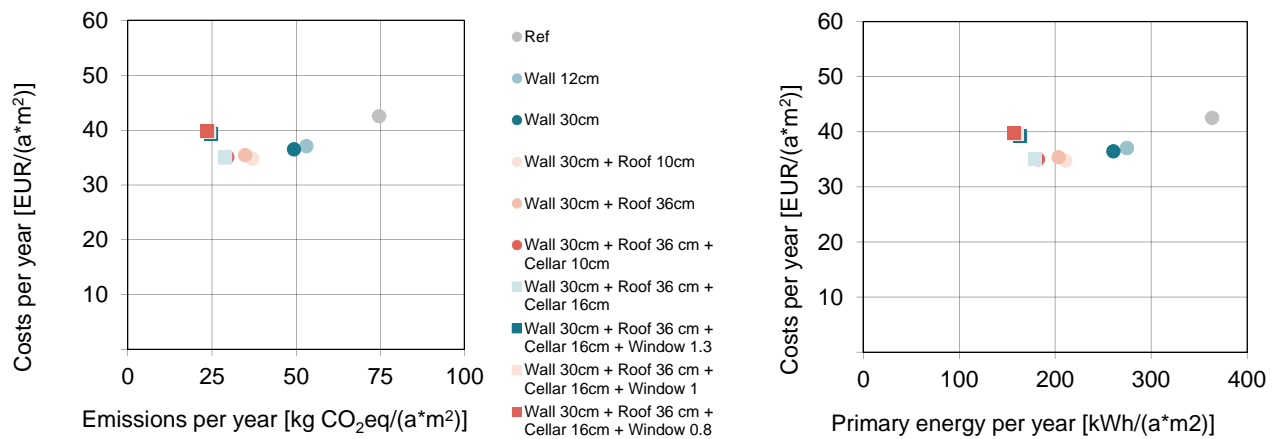 Costs per year [EUR/(a*m²)]
60
50
40
30
20
10
0
25
50
75
100
Emissions per year [kg CO₂eq/(a*m²)]
Ref
Wall 12cm
Wall 30cm
Wall 30cm + Roof 10cm
Wall 30cm + Roof 36cm
Wall 30cm + Roof 36 cm +
Cellar 10cm
Wall 30cm + Roof 36 cm +
Cellar 16cm
Wall 30cm + Roof 36 cm +
Cellar 16cm + Window 1.3
Wall 30cm + Roof 36 cm +
Cellar 16cm + Window 1
Wall 30cm + Roof 36 cm +
Cellar 16cm + Window 0.8
Costs per year [EUR/(a*m²)]
60
50
40
30
20
10
0
100
200
300
400
Primary energy per year [kWh/(a*m2)]